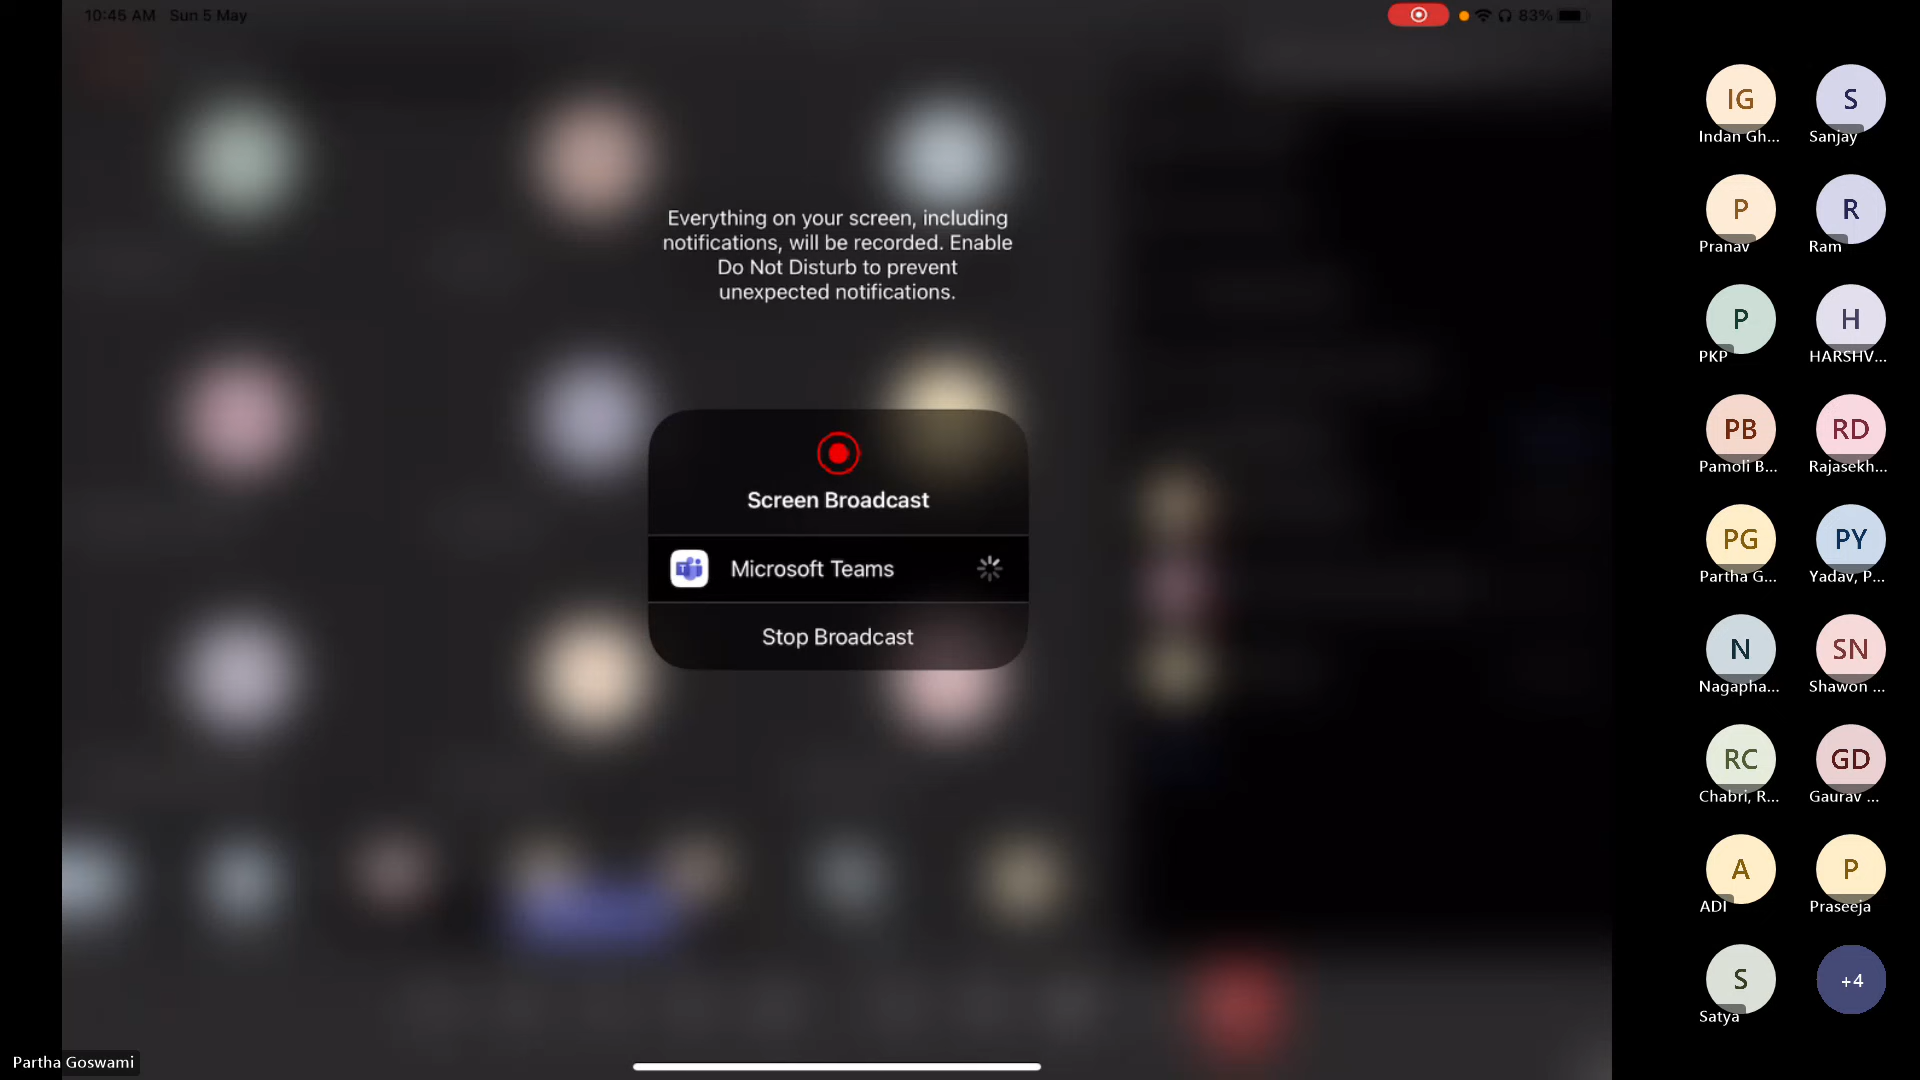 10:45 AM Sun 5 May
83%
Everything on your screen, including
notifications, will be recorded. Enable
Do Not Disturb to prevent
unexpected notifications.
Screen Broadcast
Microsoft Teams
Stop Broadcast
Partha Goswami
IG
Indan Gh...
S
Sanjay
P
Pranav
R
Ram
P
PKP
H
HARSHV...
PB
Pamoli B...
RD
Rajasekh...
PG
Partha G...
PY
Yadav, P...
N
Nagapha...
SN
Shawon ...
RC
Chabri, R...
GD
Gaurav ...
A
ADI
P
Praseeja
S
Satya
+4